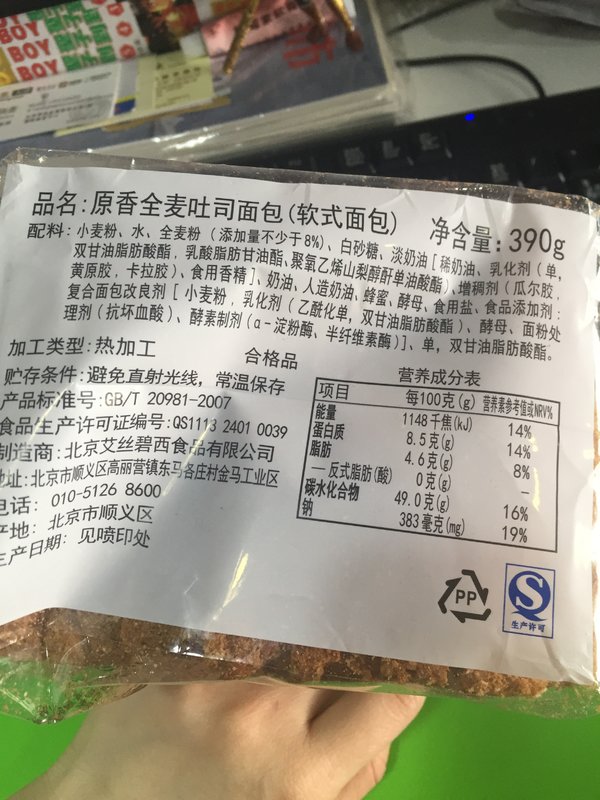 BOY
BOY
BOY
品名:原香全麦吐司面包(软式面包)
净含量:390g
配料:小麦粉、水、全麦粉(添加量不少于8%)、白砂糖、淡奶油[稀奶油、乳化剂(单,
双甘油脂肪酸酯,乳酸脂肪甘油酯、聚氧乙烯山梨醇酐单油酸酯)、增稠剂(瓜尔胶,
黄原胶,卡拉胶)、食用香精]、奶油、人造奶油、蜂蜜、酵母、食用盐、食品添加剂:
复合面包改良剂[小麦粉,乳化剂(乙酰化单,双甘油脂肪酸酯)、酵母、面粉处
理剂(抗坏血酸)、酵素制剂(α-淀粉酶、半纤维素酶)]、单,双甘油脂肪酸酯。
加工类型:热加工
合格品
贮存条件:避免直射光线,常温保存
产品标准号:GB/T 20981-2007
食品生产许可证编号:QS1113 2401 0039
制造商:北京艾丝碧西食品有限公司
地址:北京市顺义区高丽营镇东马各庄村金马工业区
电话: 010-5126 8600
产地: 北京市顺义区
生产日期: 见喷印处
营养成分表
项目 每100克(g) 营养素参考值或NRV%
能量 1148千焦(kJ) 14%
蛋白质 8.5克(g) 14%
脂肪 4.6克(g) 8%
—反式脂肪(酸) 0克(g) —
碳水化合物 49.0克(g) 16%
钠 383毫克(mg) 19%
PP
S
生产许可